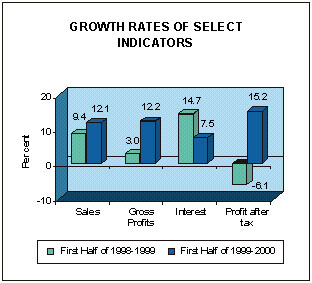 GROWTH RATES OF SELECT
INDICATORS
Per cent
20
10
0
-10
9.4
12.1
3.0
12.2
14.7
7.5
-6.1
15.2
Sales
Gross
Profits
Interest
Profit after
tax
First Half of 1998-1999
First Half of 1999-2000